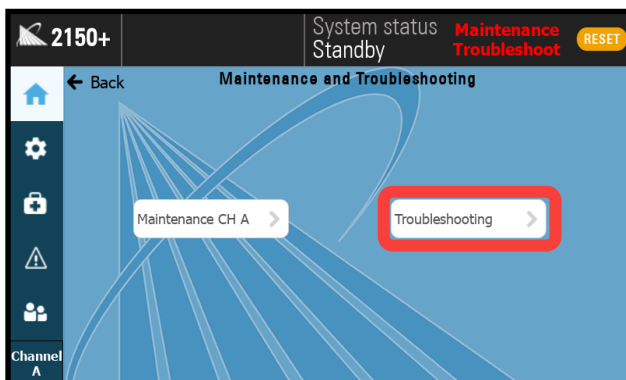 2150+
System status
Standby
Maintenance
Troubleshoot
RESET
← Back
Maintenance and Troubleshooting
Maintenance CH A
Troubleshooting
Channel
A